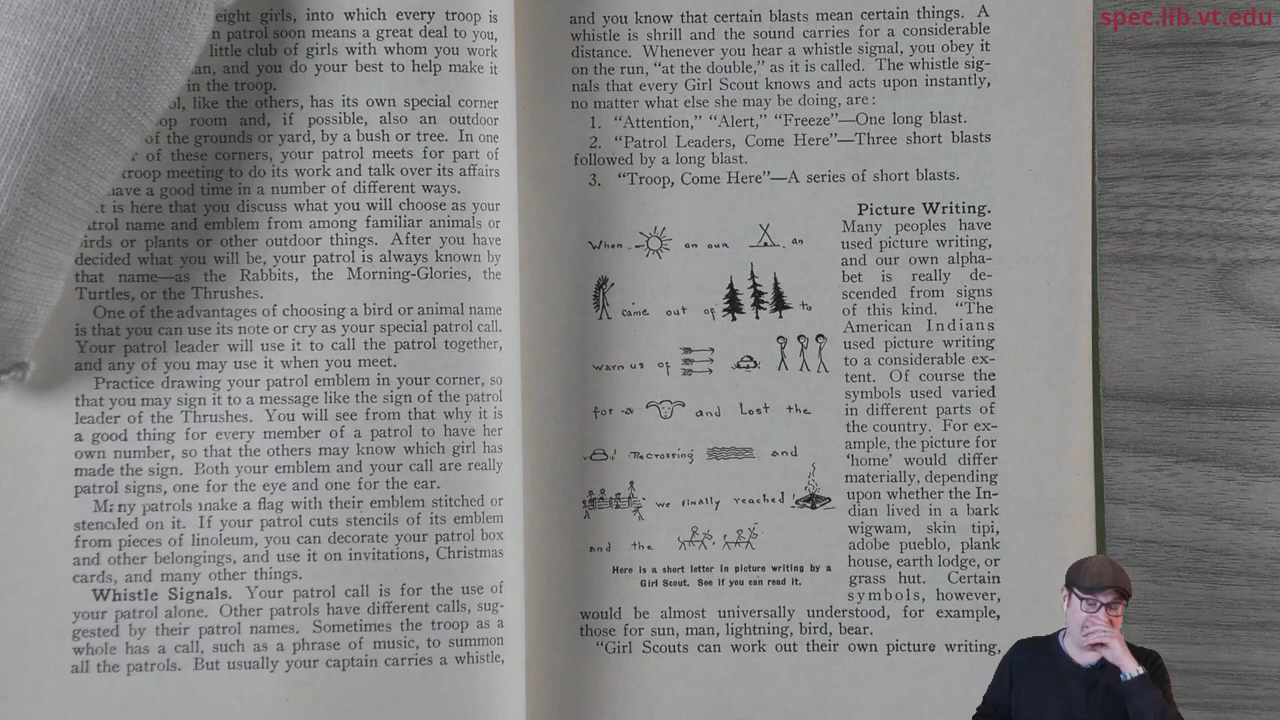 eight girls, into which every troop is
n patrol soon means a great deal to you,
little club of girls with whom you work
an, and you do your best to help make it
in the troop.
ol, like the others, has its own special corner
op room and, if possible, also an outdoor
of the grounds or yard, by a bush or tree. In one
of these corners, your patrol meets for part of
troop meeting to do its work and talk over its affairs
have a good time in a number of different ways.
t is here that you discuss what you will choose as your
atrol name and emblem from among familiar animals or
birds or plants or other outdoor things. After you have
decided what you will be, your patrol is always known by
that name—as the Rabbits, the Morning-Glories, the
Turtles, or the Thrushes.
One of the advantages of choosing a bird or animal name
is that you can use its note or cry as your special patrol call.
Your patrol leader will use it to call the patrol together,
and any of you may use it when you meet.
Practice drawing your patrol emblem in your corner, so
that you may sign it to a message like the sign of the patrol
leader of the Thrushes. You will see from that why it is
a good thing for every member of a patrol to have her
own number, so that the others may know which girl has
made the sign. Both your emblem and your call are really
patrol signs, one for the eye and one for the ear.
Many patrols make a flag with their emblem stitched or
stenciled on it. If your patrol cuts stencils of its emblem
from pieces of linoleum, you can decorate your patrol box
and other belongings, and use it on invitations, Christmas
cards, and many other things.
Whistle Signals. Your patrol call is for the use of
your patrol alone. Other patrols have different calls, sug-
gested by their patrol names. Sometimes the troop as a
whole has a call, such as a phrase of music, to summon
all the patrols. But usually your captain carries a whistle,
and you know that certain blasts mean certain things. A
whistle is shrill and the sound carries for a considerable
distance. Whenever you hear a whistle signal, you obey it
on the run, “at the double,” as it is called. The whistle sig-
nals that every Girl Scout knows and acts upon instantly,
no matter what else she may be doing, are:
1. “Attention,” “Alert,” “Freeze”—One long blast.
2. “Patrol Leaders, Come Here”—Three short blasts
followed by a long blast.
3. “Troop, Come Here”—A series of short blasts.
When on our an
came out of to
warn us of
for a and Lost the
Recrossing and
we finally reached
and the
Here is a short letter in picture writing by a
Girl Scout. See if you can read it.
Picture Writing.
Many peoples have
used picture writing,
and our own alpha-
bet is really de-
scended from signs
of this kind. “The
American Indians
used picture writing
to a considerable ex-
tent. Of course the
symbols used varied
in different parts of
the country. For ex-
ample, the picture for
‘home’ would differ
materially, depending
upon whether the In-
dian lived in a bark
wigwam, skin tipi,
adobe pueblo, plank
house, earth lodge, or
grass hut. Certain
symbols, however,
would be almost universally understood, for example,
those for sun, man, lightning, bird, bear.
“Girl Scouts can work out their own picture writing,
spec.lib.vt.edu